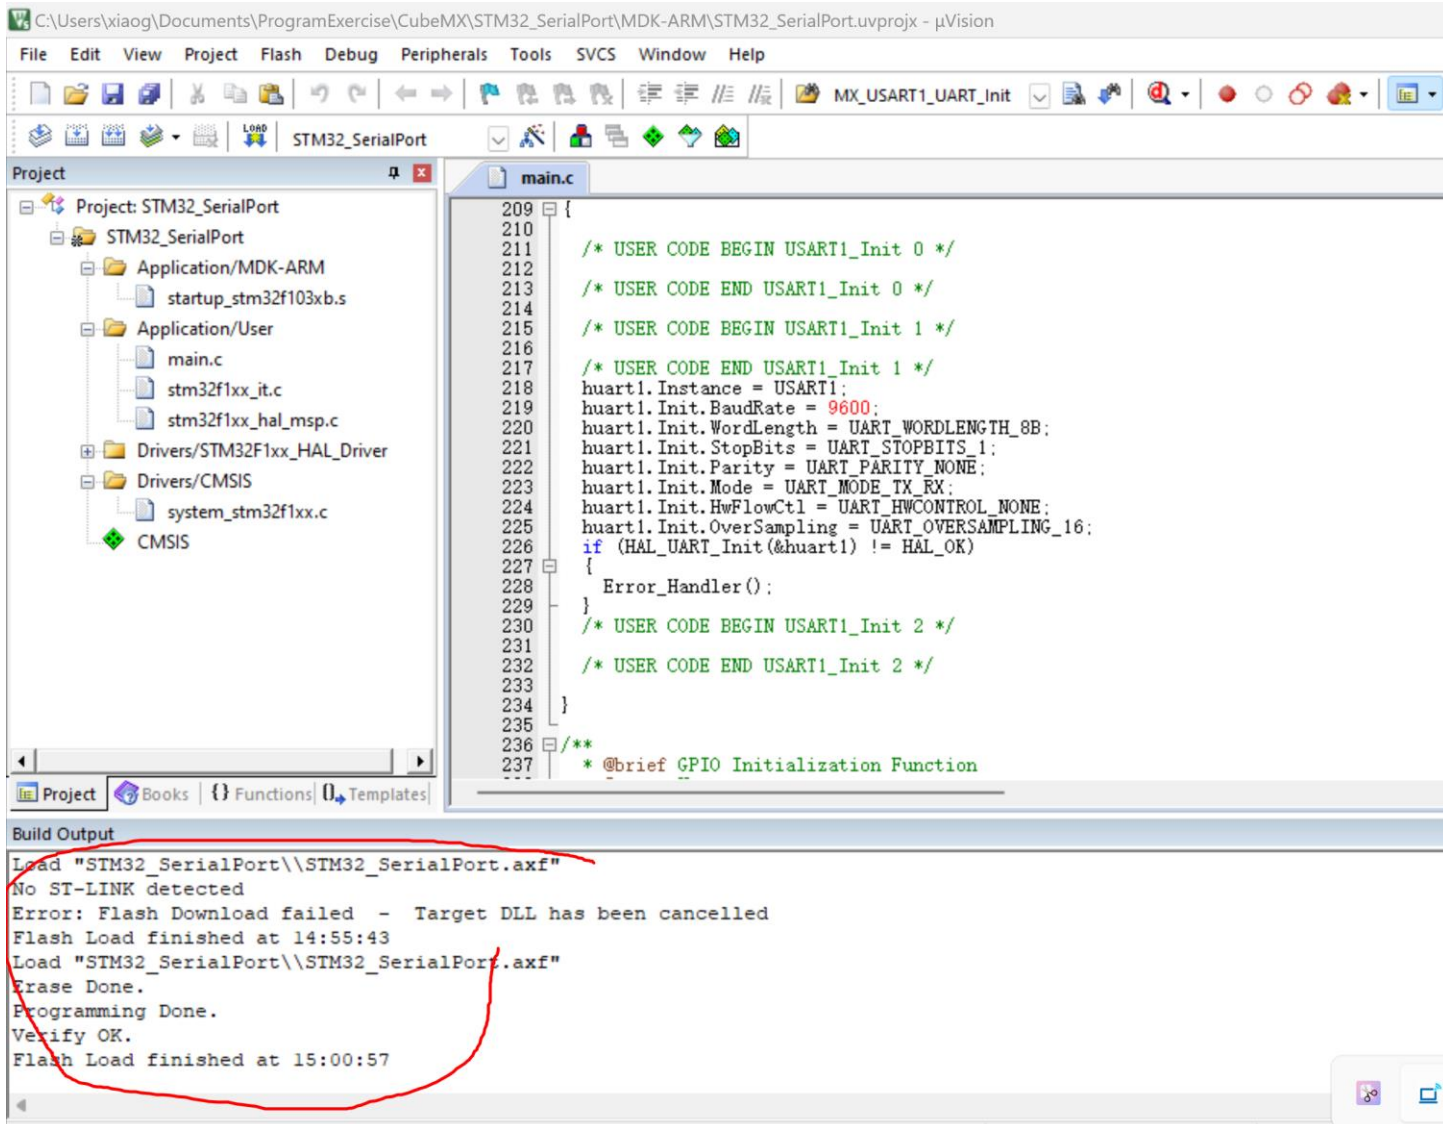 C:\Users\xiaog\Documents\ProgramExercise\CubeMX\STM32_SerialPort\MDK-ARM\STM32_SerialPort.uvprojx - µVision
File Edit View Project Flash Debug Peripherals Tools SVCS Window Help
MX_USART1_UART_Init
LOAD STM32_SerialPort
Project
Project: STM32_SerialPort
STM32_SerialPort
Application/MDK-ARM
startup_stm32f103xb.s
Application/User
main.c
stm32f1xx_it.c
stm32f1xx_hal_msp.c
Drivers/STM32F1xx_HAL_Driver
Drivers/CMSIS
system_stm32f1xx.c
CMSIS
Project Books {} Functions Templates
main.c
209 {
210
211 /* USER CODE BEGIN USART1_Init 0 */
212
213 /* USER CODE END USART1_Init 0 */
214
215 /* USER CODE BEGIN USART1_Init 1 */
216
217 /* USER CODE END USART1_Init 1 */
218 huart1.Instance = USART1;
219 huart1.Init.BaudRate = 9600;
220 huart1.Init.WordLength = UART_WORDLENGTH_8B;
221 huart1.Init.StopBits = UART_STOPBITS_1;
222 huart1.Init.Parity = UART_PARITY_NONE;
223 huart1.Init.Mode = UART_MODE_TX_RX;
224 huart1.Init.HwFlowCtl = UART_HWCONTROL_NONE;
225 huart1.Init.OverSampling = UART_OVERSAMPLING_16;
226 if (HAL_UART_Init(&huart1) != HAL_OK)
227 {
228 Error_Handler();
229 }
230 /* USER CODE BEGIN USART1_Init 2 */
231
232 /* USER CODE END USART1_Init 2 */
233
234 }
235
236 /**
237 * @brief GPIO Initialization Function
Build Output
Load "STM32_SerialPort\\STM32_SerialPort.axf"
No ST-LINK detected
Error: Flash Download failed - Target DLL has been cancelled
Flash Load finished at 14:55:43
Load "STM32_SerialPort\\STM32_SerialPort.axf"
Erase Done.
Programming Done.
Verify OK.
Flash Load finished at 15:00:57